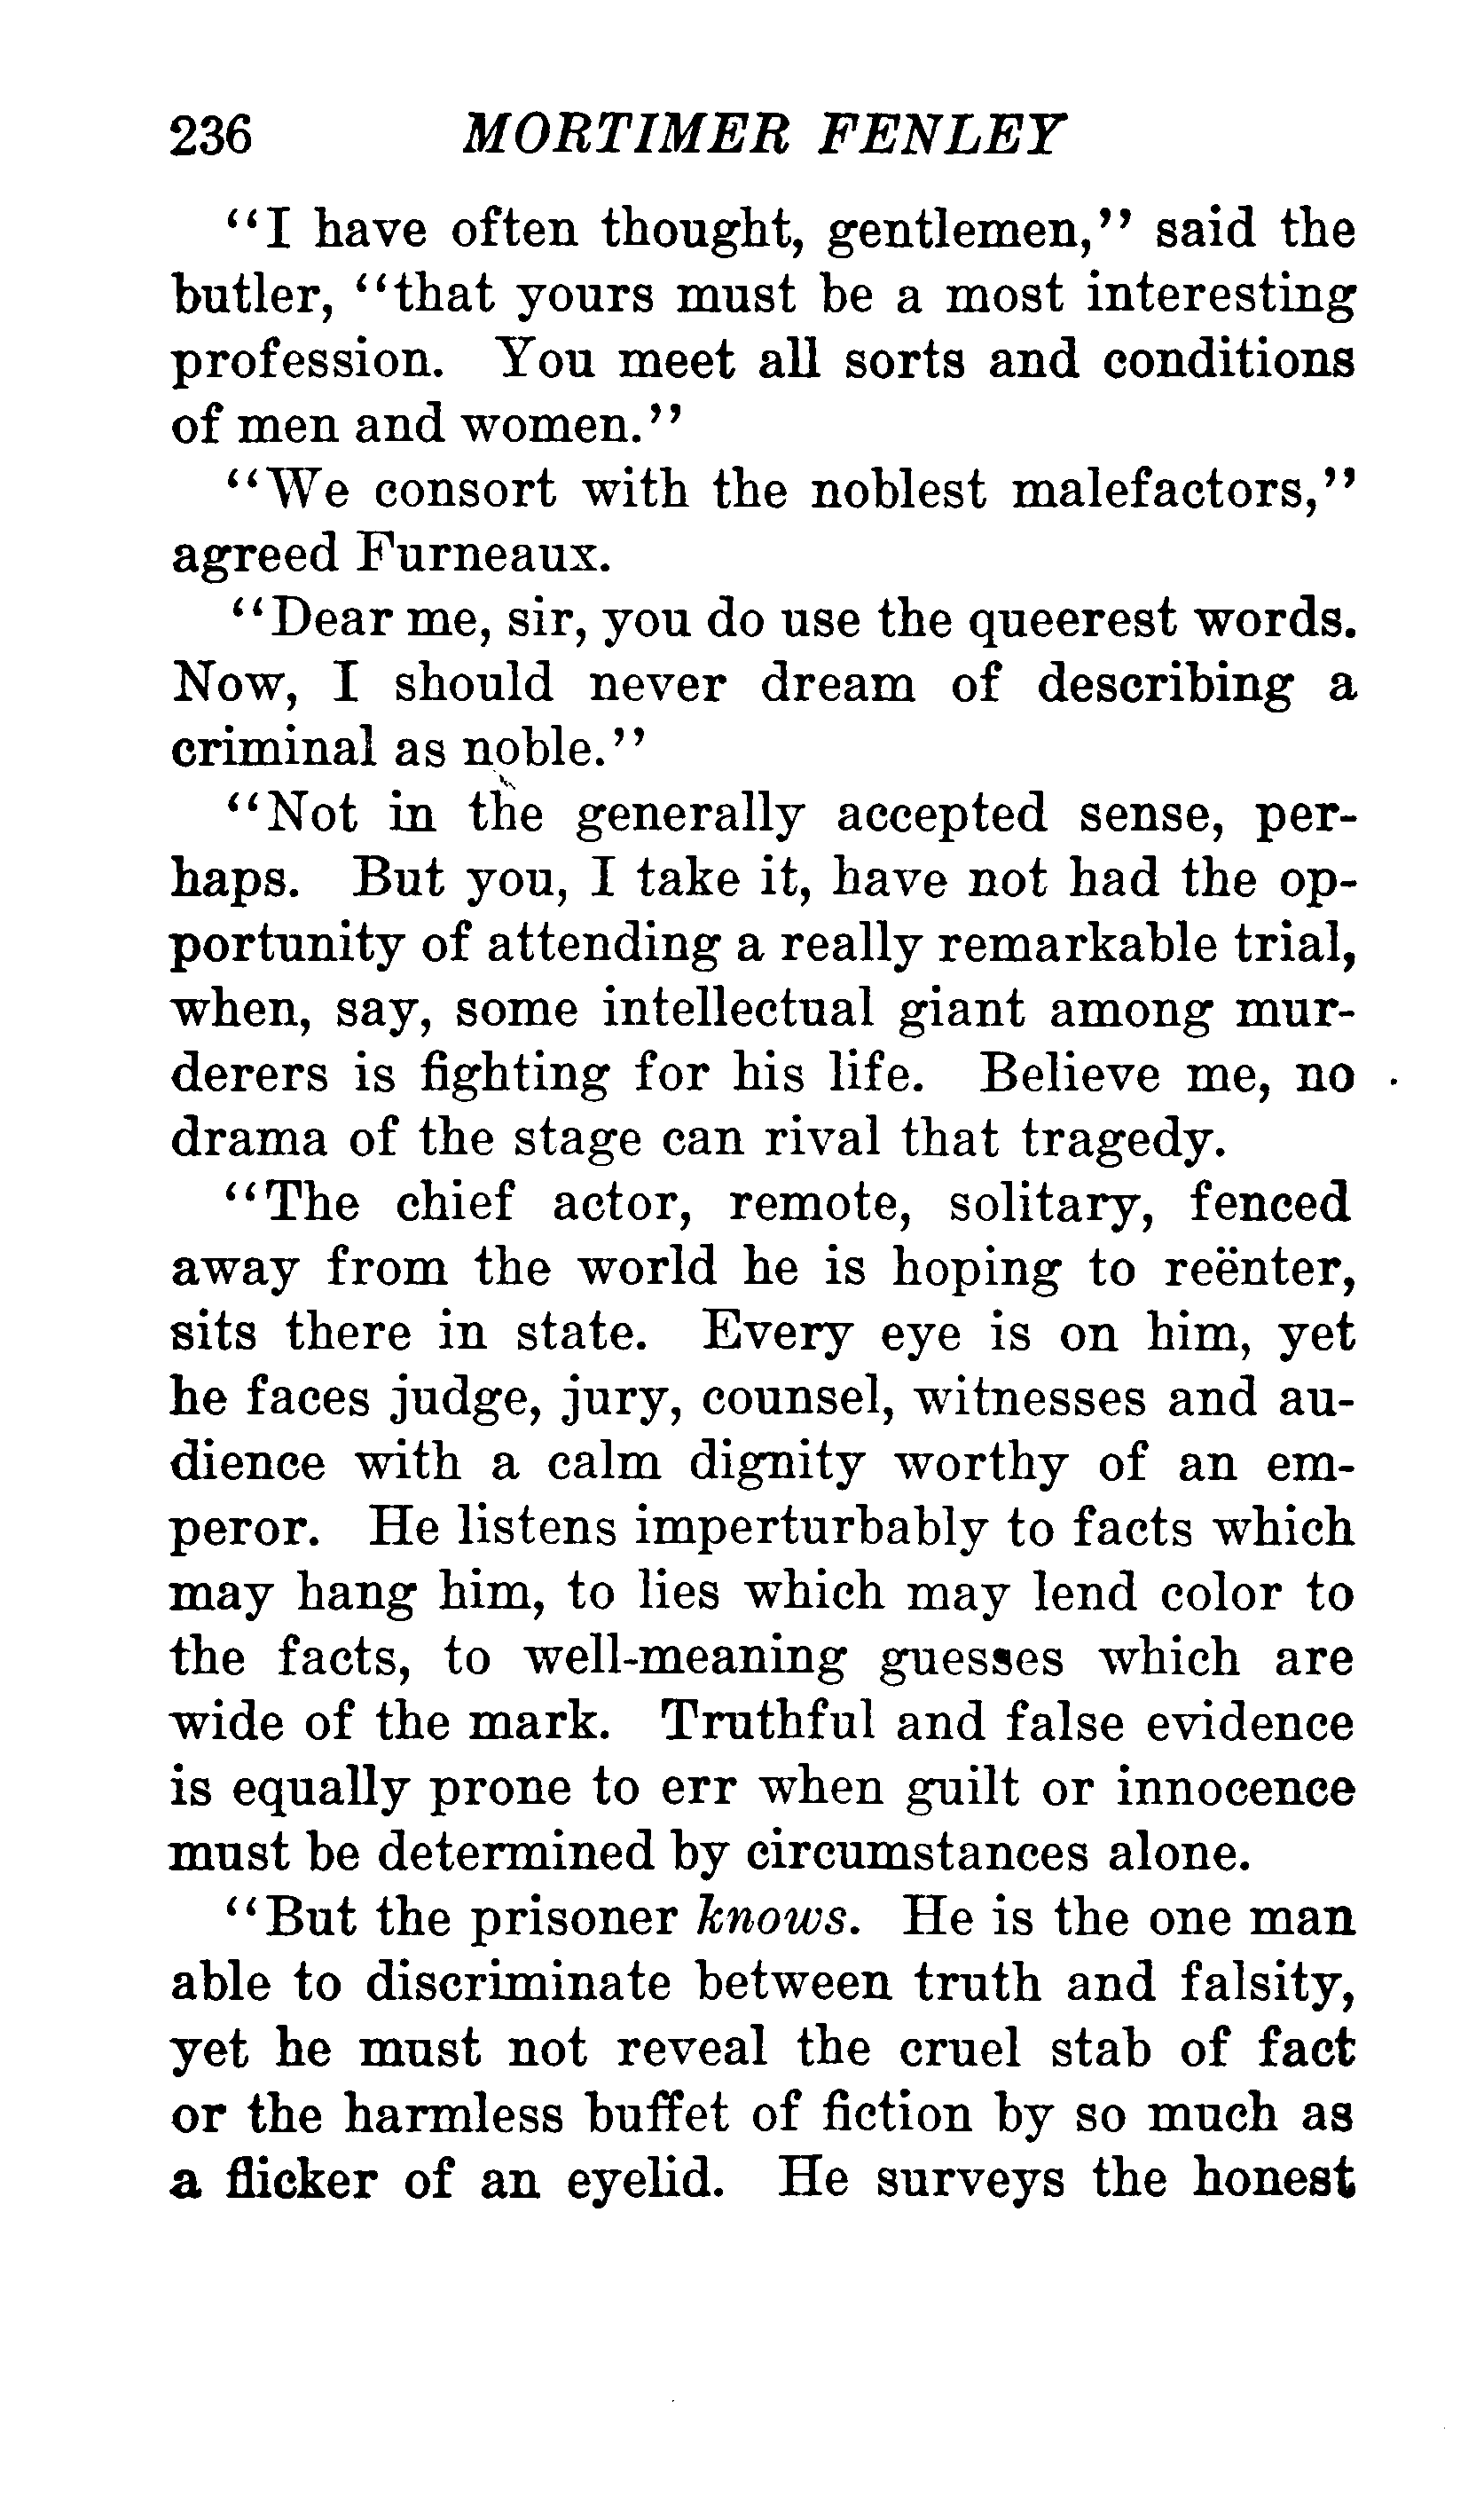 236 MORTIMER FENLEY
"I have often thought, gentlemen," said the
butler, "that yours must be a most interesting
profession. You meet all sorts and conditions
of men and women."
"We consort with the noblest malefactors,"
agreed Furneaux.
"Dear me, sir, you do use the queerest words.
Now, I should never dream of describing a
criminal as noble."
"Not in the generally accepted sense, per-
haps. But you, I take it, have not had the op-
portunity of attending a really remarkable trial,
when, say, some intellectual giant among mur-
derers is fighting for his life. Believe me, no
drama of the stage can rival that tragedy.
"The chief actor, remote, solitary, fenced
away from the world he is hoping to reënter,
sits there in state. Every eye is on him, yet
he faces judge, jury, counsel, witnesses and au-
dience with a calm dignity worthy of an em-
peror. He listens imperturbably to facts which
may hang him, to lies which may lend color to
the facts, to well-meaning guesses which are
wide of the mark. Truthful and false evidence
is equally prone to err when guilt or innocence
must be determined by circumstances alone.
"But the prisoner knows. He is the one man
able to discriminate between truth and falsity,
yet he must not reveal the cruel stab of fact
or the harmless buffet of fiction by so much as
a flicker of an eyelid. He surveys the honest